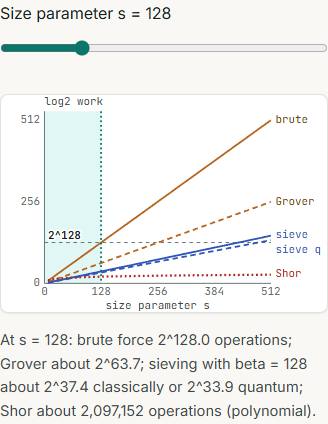 Size parameter s = 128
log2 work
512
brute
256
Grover
2^128
sieve
sieve q
Shor
0
0 128 256 384 512
size parameter s
At s = 128: brute force 2^128.0 operations;
Grover about 2^63.7; sieving with beta = 128
about 2^37.4 classically or 2^33.9 quantum;
Shor about 2,097,152 operations (polynomial).